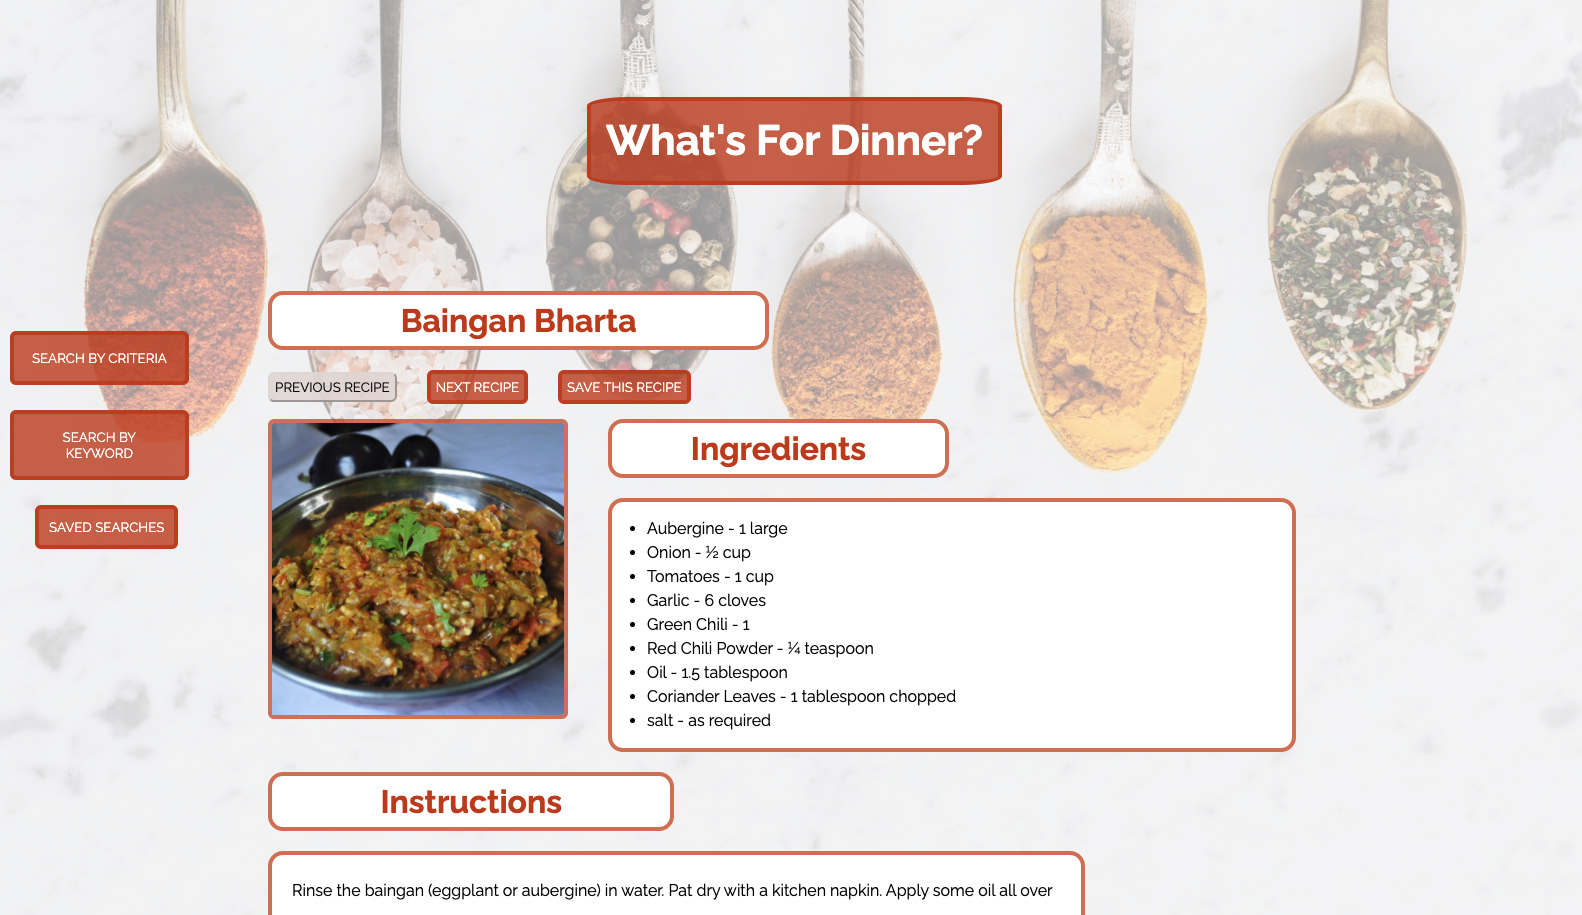 What's For Dinner?
Baingan Bharta
SEARCH BY CRITERIA
SEARCH BY
KEYWORD
SAVED SEARCHES
PREVIOUS RECIPE
NEXT RECIPE
SAVE THIS RECIPE
Ingredients
Aubergine - 1 large
Onion - ½ cup
Tomatoes - 1 cup
Garlic - 6 cloves
Green Chili - 1
Red Chili Powder - ¼ teaspoon
Oil - 1.5 tablespoon
Coriander Leaves - 1 tablespoon chopped
salt - as required
Instructions
Rinse the baingan (eggplant or aubergine) in water. Pat dry with a kitchen napkin. Apply some oil all over